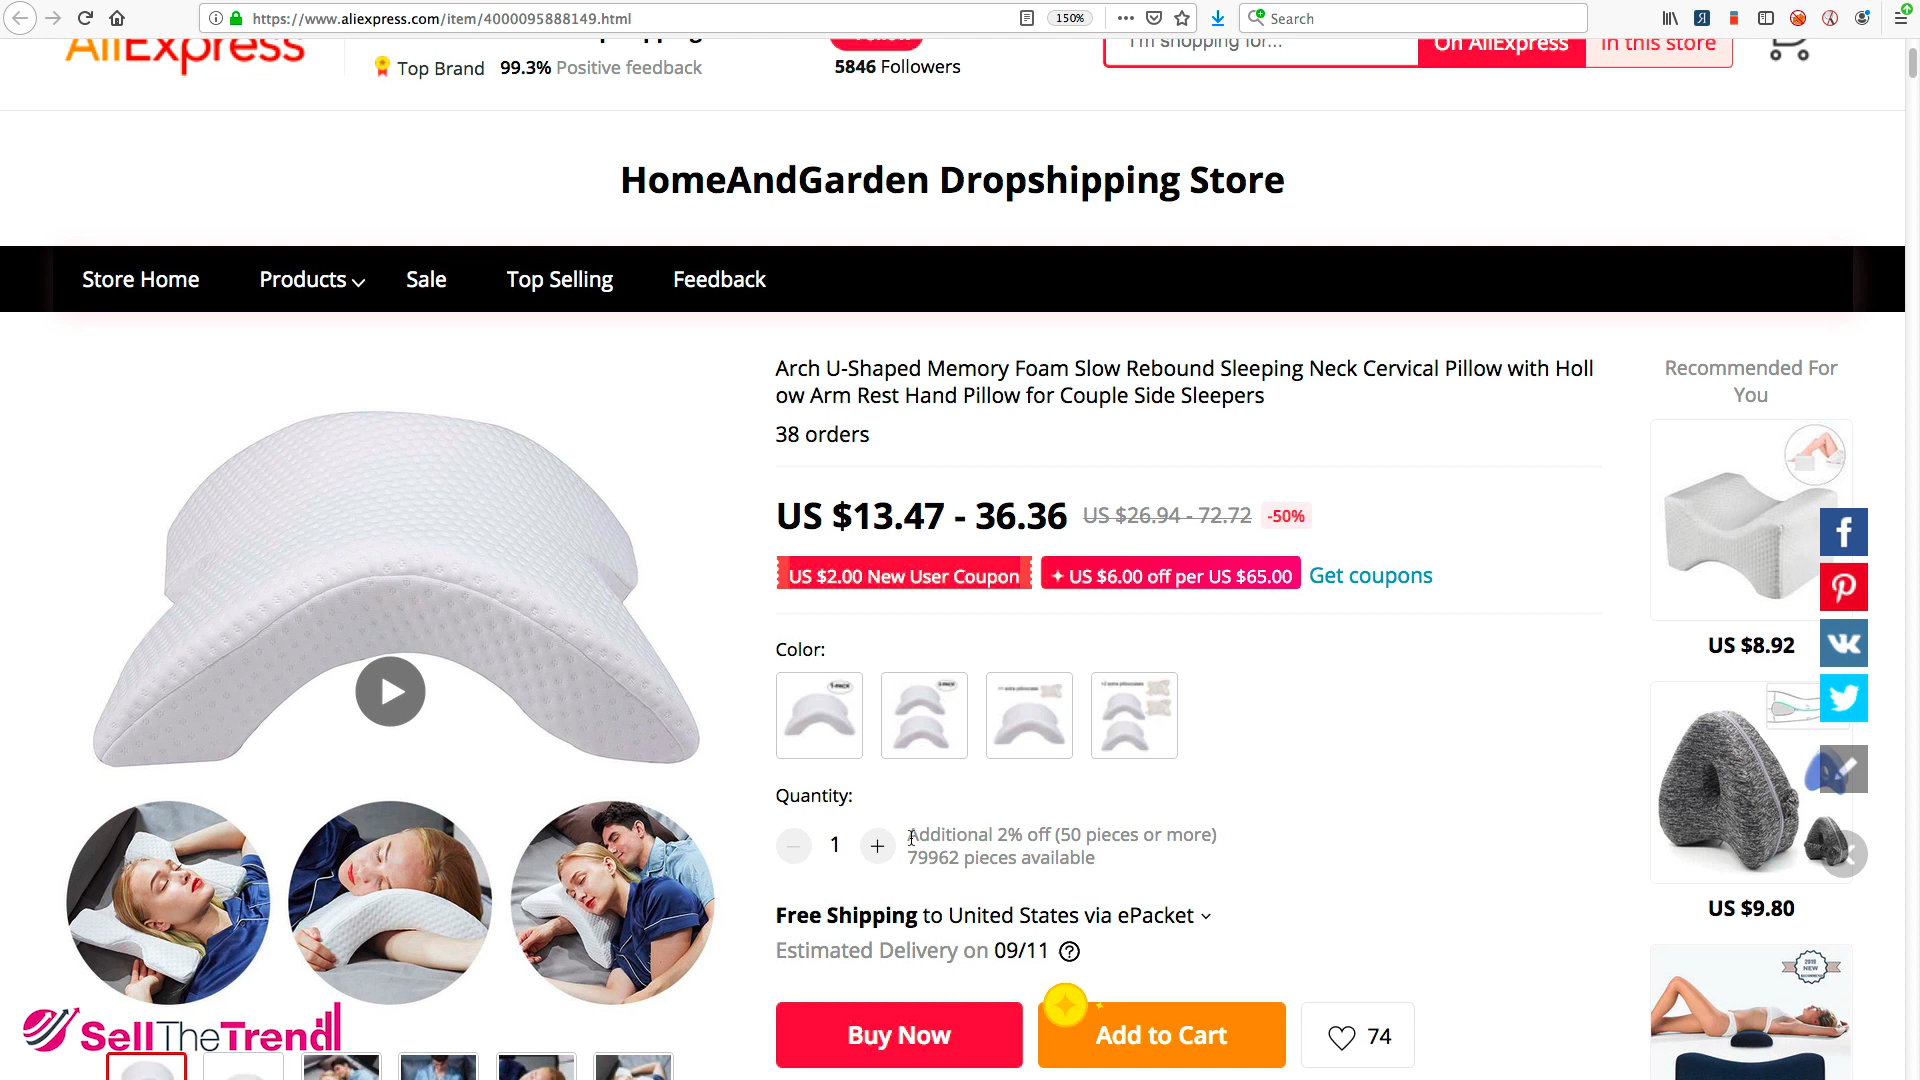 https://www.aliexpress.com/item/4000095888149.html
150%
Search
AliExpress
Top Brand 99.3% Positive feedback
5846 Followers
I'm shopping for...
On AliExpress
In this store
HomeAndGarden Dropshipping Store
Store Home
Products
Sale
Top Selling
Feedback
Arch U-Shaped Memory Foam Slow Rebound Sleeping Neck Cervical Pillow with Holl
ow Arm Rest Hand Pillow for Couple Side Sleepers
38 orders
US $13.47 - 36.36
US $26.94 - 72.72
-50%
US $2.00 New User Coupon
US $6.00 off per US $65.00
Get coupons
Color:
Quantity:
1
Additional 2% off (50 pieces or more)
79962 pieces available
Free Shipping to United States via ePacket
Estimated Delivery on 09/11
Buy Now
Add to Cart
74
Recommended For
You
US $8.92
US $9.80
SellTheTrend